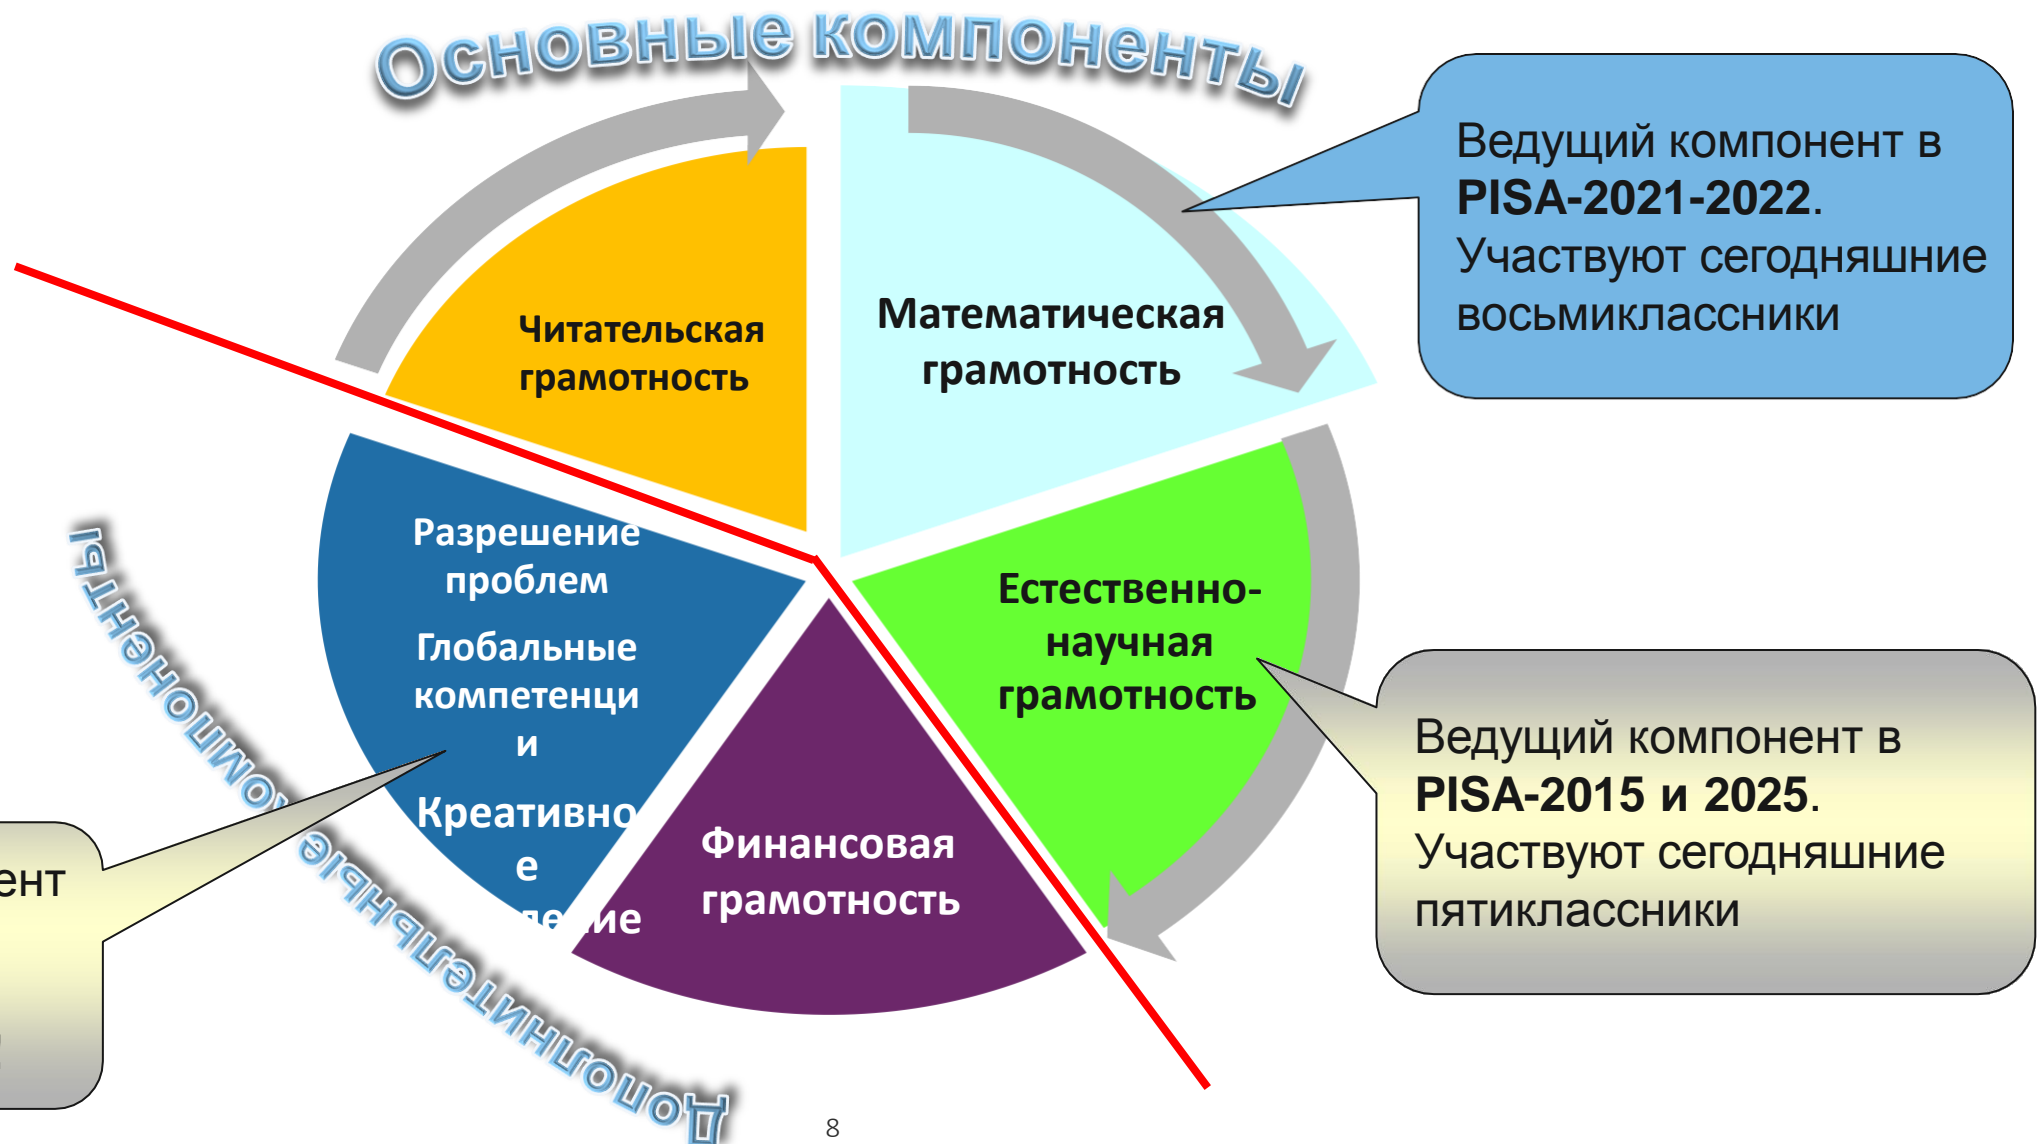 Основные компоненты
Ведущий компонент в
PISA-2021-2022.
Участвуют сегодняшние
восьмиклассники
Читательская
грамотность
Математическая
грамотность
Разрешение
проблем
Глобальные
компетенци
и
Креативно
е
Естественно-
научная
грамотность
Финансовая
грамотность
Ведущий компонент в
PISA-2015 и 2025.
Участвуют сегодняшние
пятиклассники
Дополнительные компоненты
8